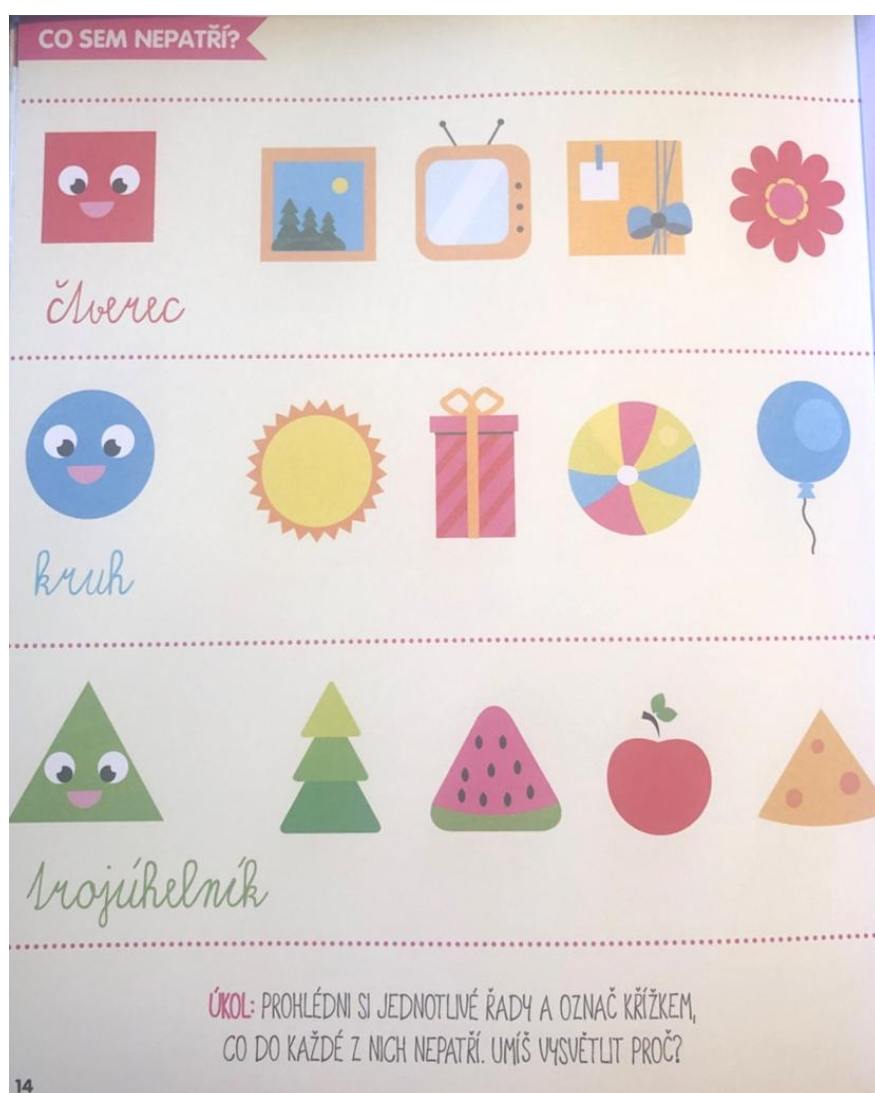 CO SEM NEPATŘÍ?
čtverec
kruh
trojúhelník
ÚKOL: PROHLÉDNI SI JEDNOTLIVÉ ŘADY A OZNAČ KŘÍŽKEM,
CO DO KAŽDÉ Z NICH NEPATŘÍ. UMÍŠ VYSVĚTLIT PROČ?
14